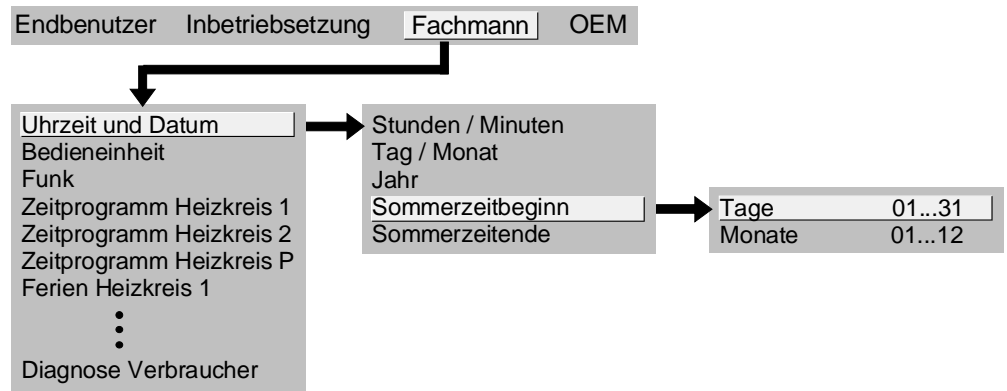 Endbenutzer Inbetriebsetzung Fachmann OEM
Uhrzeit und Datum
Bedieneinheit
Funk
Zeitprogramm Heizkreis 1
Zeitprogramm Heizkreis 2
Zeitprogramm Heizkreis P
Ferien Heizkreis 1
Diagnose Verbraucher
Stunden / Minuten
Tag / Monat
Jahr
Sommerzeitbeginn
Sommerzeitende
Tage 01...31
Monate 01...12